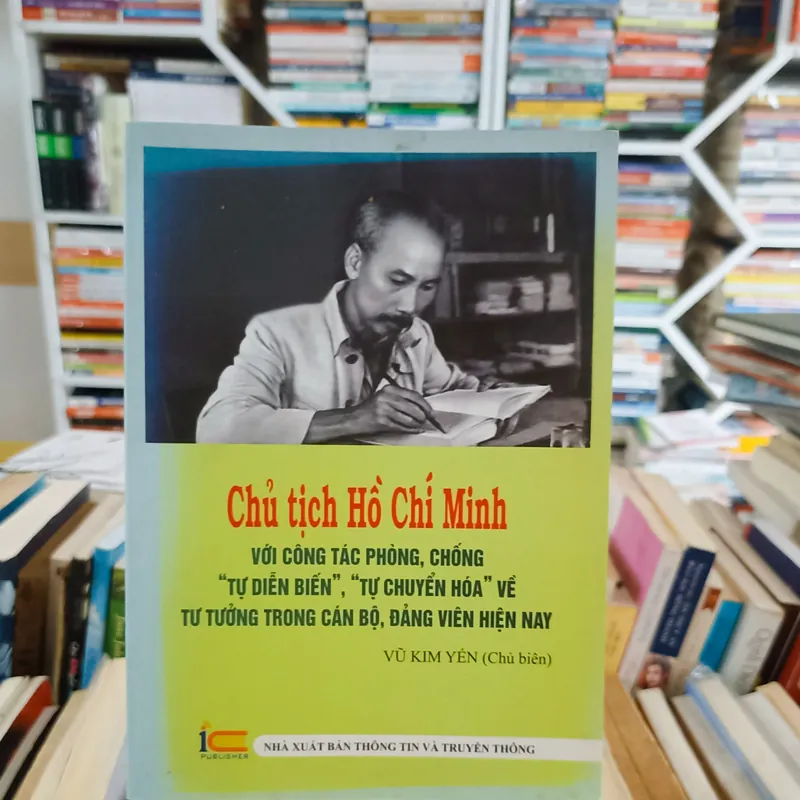 Chủ tịch Hồ Chí Minh
VỚI CÔNG TÁC PHÒNG, CHỐNG
“TỰ DIỄN BIẾN”, “TỰ CHUYỂN HÓA” VỀ
TƯ TƯỞNG TRONG CÁN BỘ, ĐẢNG VIÊN HIỆN NAY
VŨ KIM YẾN (Chủ biên)
ic
PUBLISHER
NHÀ XUẤT BẢN THÔNG TIN VÀ TRUYỀN THÔNG